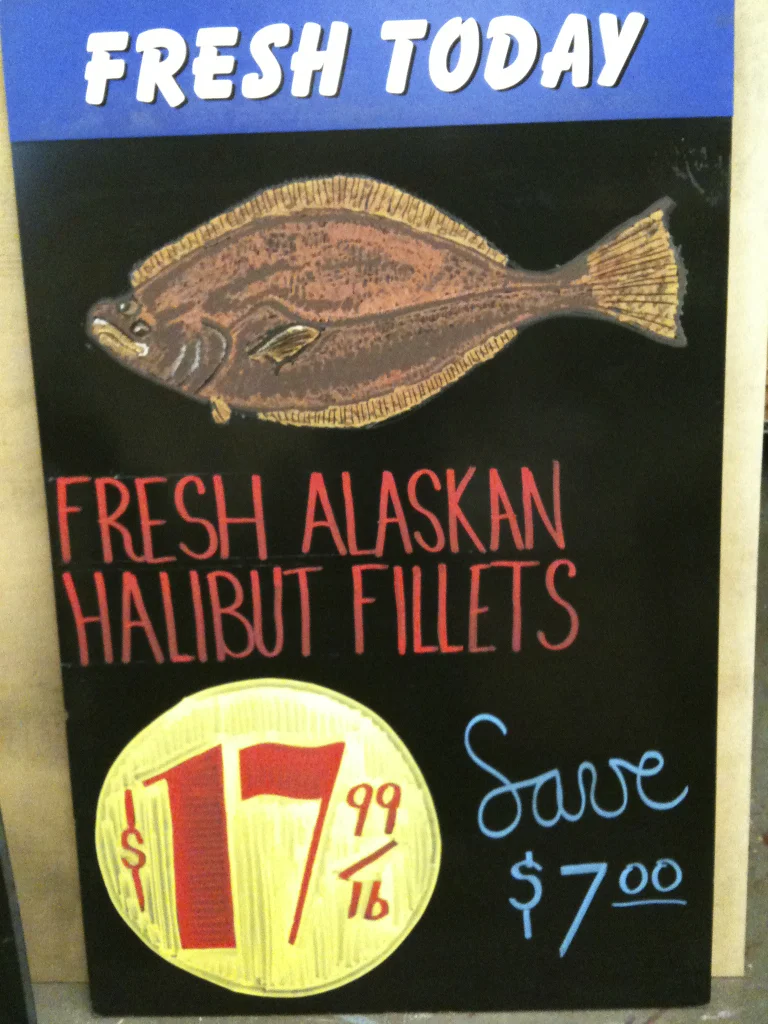 FRESH TODAY
FRESH ALASKAN
HALIBUT FILLETS
$17 99/lb
Save
$7.00